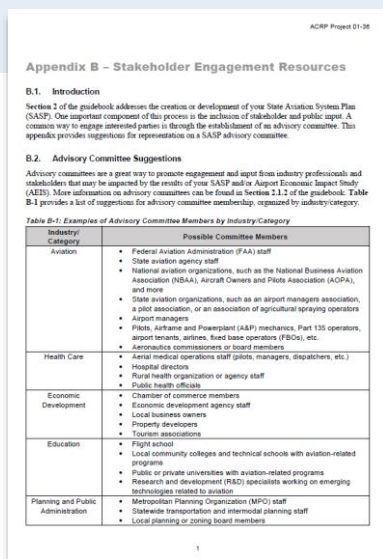 ACRP Project 01-38
Appendix B – Stakeholder Engagement Resources
B.1. Introduction
Section 2 of the guidebook addresses the creation or development of your State Aviation System Plan
(SASP). One important component of this process is the inclusion of stakeholder and public input. A
common way to engage interested parties is through the establishment of an advisory committee. This
appendix provides suggestions for representation on a SASP advisory committee.
B.2. Advisory Committee Suggestions
Advisory committees are a great way to promote engagement and input from industry professionals and
stakeholders that may be impacted by the results of your SASP and/or Airport Economic Impact Study
(AEIS). More information on advisory committees can be found in Section 2.1.2 of the guidebook. Table
B-1 provides a list of suggestions for advisory committee membership, organized by industry/category.
Table B-1: Examples of Advisory Committee Members by Industry/Category
Industry/
Category
Possible Committee Members
Aviation
• Federal Aviation Administration (FAA) staff
• State aviation agency staff
• National aviation organizations, such as the National Business Aviation
Association (NBAA), Aircraft Owners and Pilots Association (AOPA),
and more
• State aviation organizations, such as an airport managers association,
a pilot association, or an association of agricultural spraying operators
• Airport managers
• Pilots, Airframe and Powerplant (A&P) mechanics, Part 135 operators,
airport tenants, airlines, fixed base operators (FBOs), etc.
• Aeronautics commissioners or board members
Health Care
• Aerial medical operations staff (pilots, managers, dispatchers, etc.)
• Hospital directors
• Rural health organization or agency staff
• Public health officials
Economic
Development
• Chamber of commerce members
• Economic development agency staff
• Local business owners
• Property developers
• Tourism associations
Education
• Flight school
• Local community colleges and technical schools with aviation-related
programs
• Public or private universities with aviation-related programs
• Research and development (R&D) specialists working on emerging
technologies related to aviation
Planning and Public
Administration
• Metropolitan Planning Organization (MPO) staff
• Statewide transportation and intermodal planning staff
• Local planning or zoning board members
1